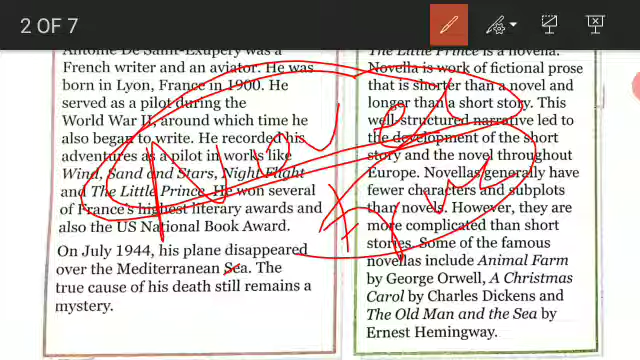 2 OF 7
Antoine De Saint-Exupery was a
French writer and an aviator. He was
born in Lyon, France in 1900. He
served as a pilot during the
World War II, around which time he
also began to write. He recorded his
adventures as a pilot in works like
Wind, Sand and Stars, Night Flight
and The Little Prince. He won several
of France's highest literary awards and
also the US National Book Award.
On July 1944, his plane disappeared
over the Mediterranean Sea. The
true cause of his death still remains a
mystery.
The Little Prince is a novella.
Novella is work of fictional prose
that is shorter than a novel and
longer than a short story. This
well-structured narrative led to
the development of the short
story and the novel throughout
Europe. Novellas generally have
fewer characters and subplots
than novels. However, they are
more complicated than short
stories. Some of the famous
novellas include Animal Farm
by George Orwell, A Christmas
Carol by Charles Dickens and
The Old Man and the Sea by
Ernest Hemingway.